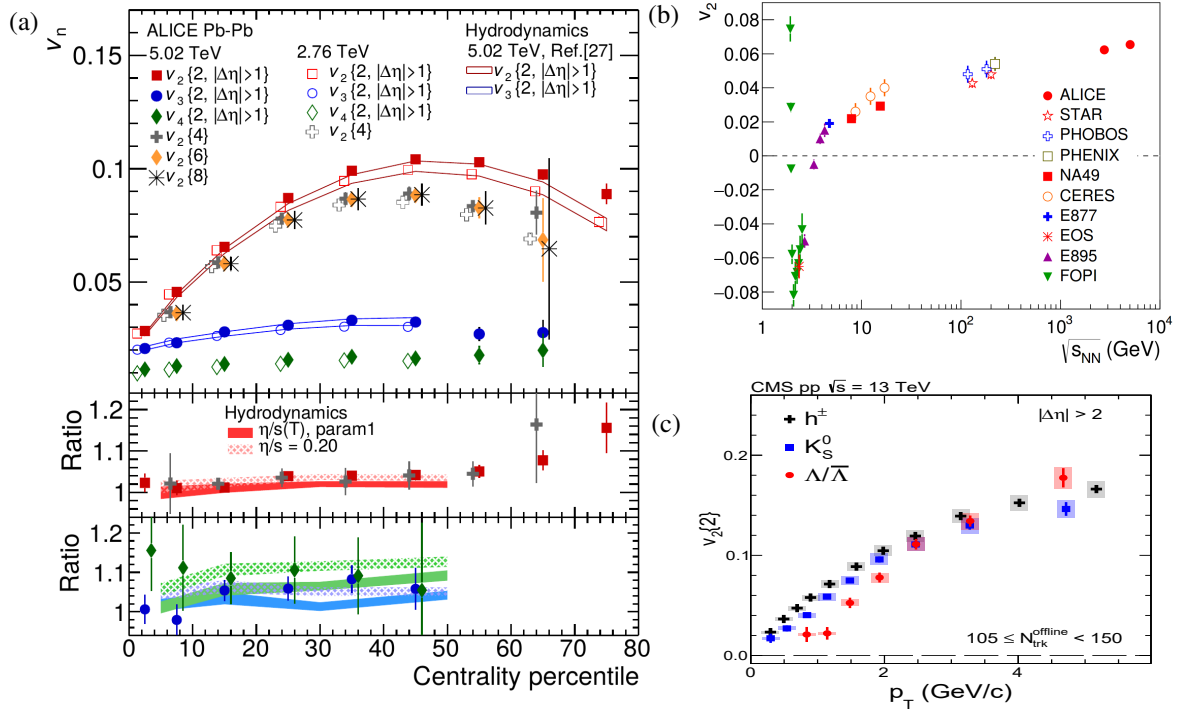 (a)
v_n
0.15
0.1
0.05
ALICE Pb-Pb
5.02 TeV
v_2{2, |Δη|>1}
v_3{2, |Δη|>1}
v_4{2, |Δη|>1}
v_2{4}
v_2{6}
v_2{8}
2.76 TeV
v_2{2, |Δη|>1}
v_3{2, |Δη|>1}
v_4{2, |Δη|>1}
v_2{4}
Hydrodynamics
5.02 TeV, Ref.[27]
v_2{2, |Δη|>1}
v_3{2, |Δη|>1}
Ratio
1.2
1.1
1
Hydrodynamics
η/s(T), param1
η/s = 0.20
Ratio
1.2
1.1
1
0 10 20 30 40 50 60 70 80
Centrality percentile
(b)
v_2
0.08
0.06
0.04
0.02
0
−0.02
−0.04
−0.06
−0.08
ALICE
STAR
PHOBOS
PHENIX
NA49
CERES
E877
EOS
E895
FOPI
1 10 10^2 10^3 10^4
√s_NN (GeV)
(c)
CMS pp √s = 13 TeV
v_2{2}
0.2
0.1
0.0
h^±
K_S^0
Λ/Λ̅
|Δη| > 2
105 ≤ N_trk^offline < 150
0 2 4
p_T (GeV/c)